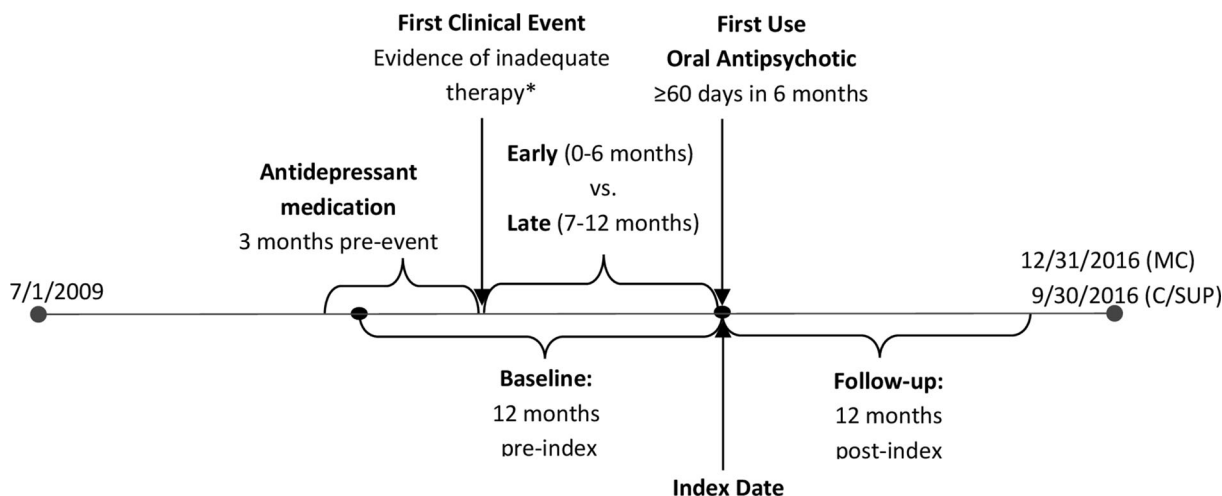 First Clinical Event
Evidence of inadequate
therapy*
First Use
Oral Antipsychotic
≥60 days in 6 months
Early (0-6 months)
vs.
Late (7-12 months)
Antidepressant
medication
3 months pre-event
7/1/2009
12/31/2016 (MC)
9/30/2016 (C/SUP)
Baseline:
12 months
pre-index
Follow-up:
12 months
post-index
Index Date